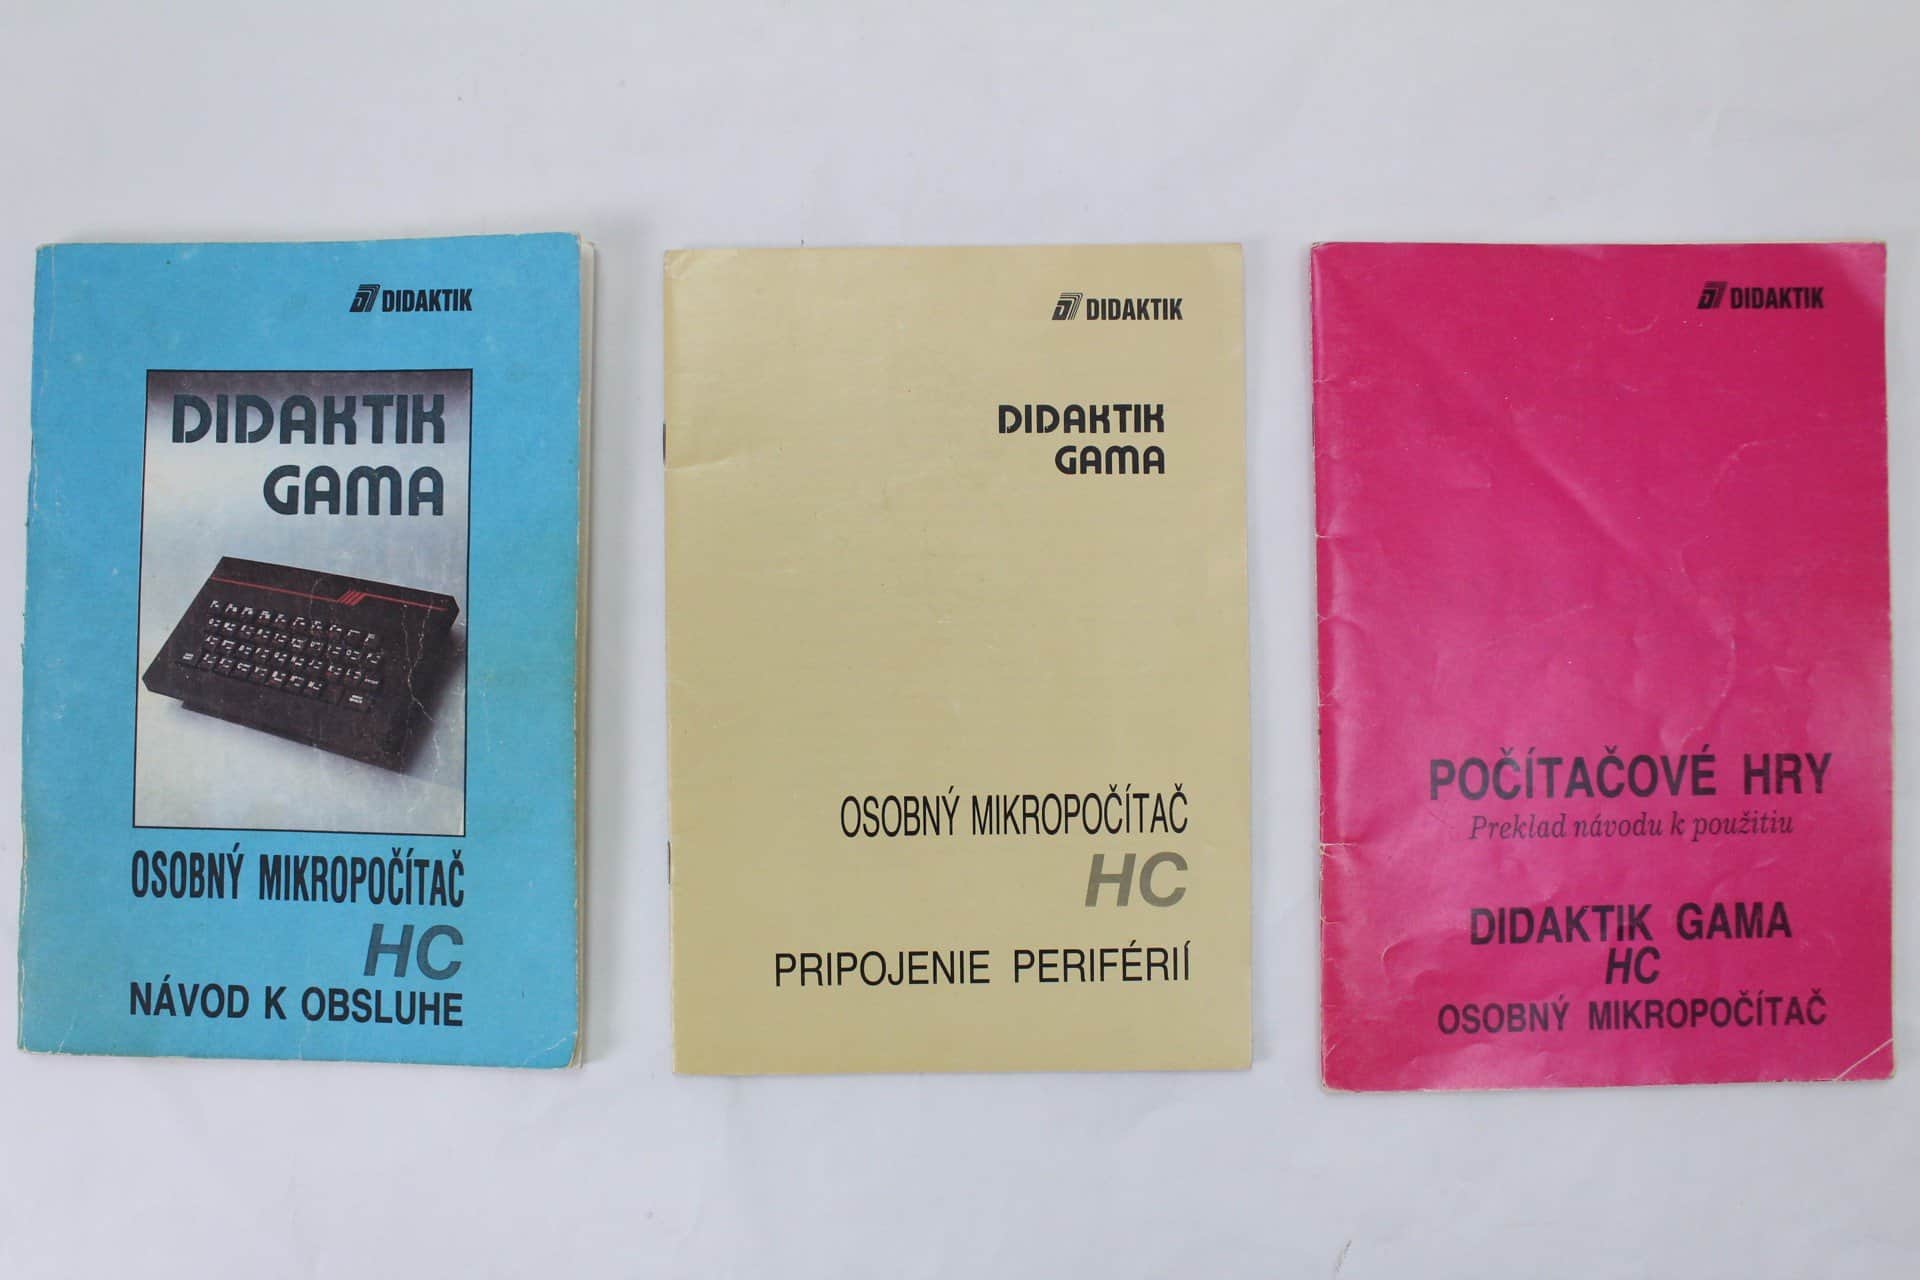 DIDAKTIK
DIDAKTIK
GAMA
OSOBNÝ MIKROPOČÍTAČ
HC
NÁVOD K OBSLUHE
DIDAKTIK
DIDAKTIK
GAMA
OSOBNÝ MIKROPOČÍTAČ
HC
PRIPOJENIE PERIFÉRIÍ
DIDAKTIK
POČÍTAČOVÉ HRY
Preklad návodu k použitiu
DIDAKTIK GAMA
HC
OSOBNÝ MIKROPOČÍTAČ